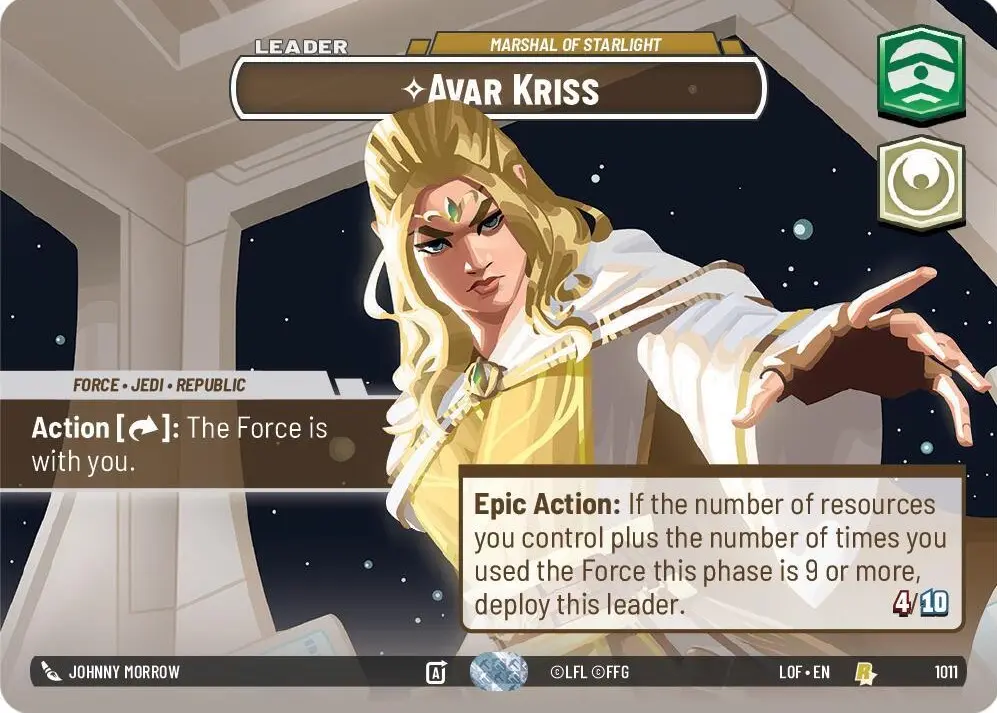 LEADER
MARSHAL OF STARLIGHT
✧AVAR KRISS
FORCE • JEDI • REPUBLIC
Action [↷]: The Force is
with you.
Epic Action: If the number of resources
you control plus the number of times you
used the Force this phase is 9 or more,
deploy this leader.
4/10
JOHNNY MORROW
A
©LFL ©FFG
LOF • EN
R
1011